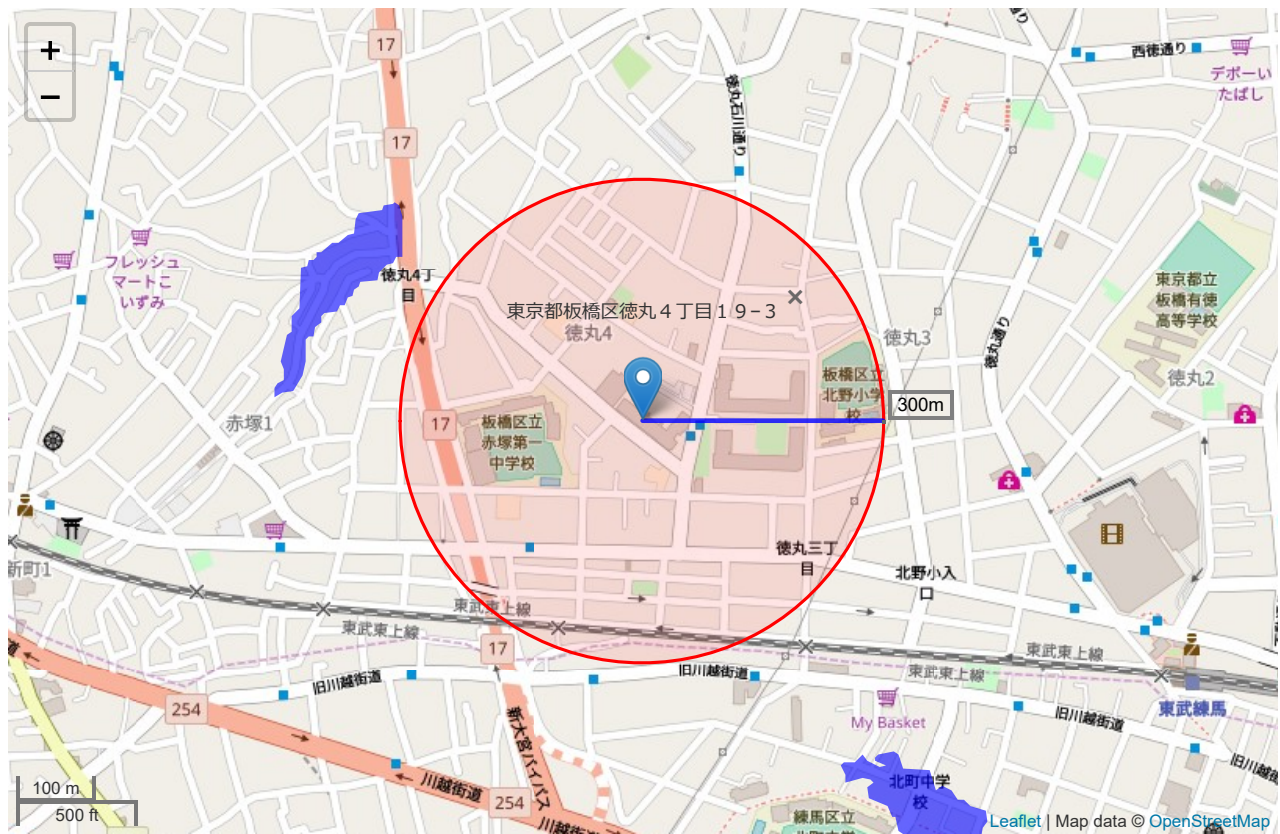 +
−
17
西徳通り
デポーい
たばし
徳丸石川通り
17
フレッシュ
マートこ
いずみ
徳丸4丁
目
東京都板橋区徳丸４丁目１９−３
徳丸4
徳丸3
東京都立
板橋有徳
高等学校
徳丸通り
徳丸2
板橋区立
北野小学
校
300m
赤塚1
17
板橋区立
赤塚第一
中学校
徳丸三丁
目
北野小入
口
新町1
東武東上線
東武東上線
17
東武東上線
東武東上線
旧川越街道
旧川越街道
旧川越街道
旧川越
東武練馬
254
My Basket
新大宮バイパス
川越街道
254
川越街道
北町中学
校
練馬区立
100 m
500 ft
Leaflet | Map data © OpenStreetMap